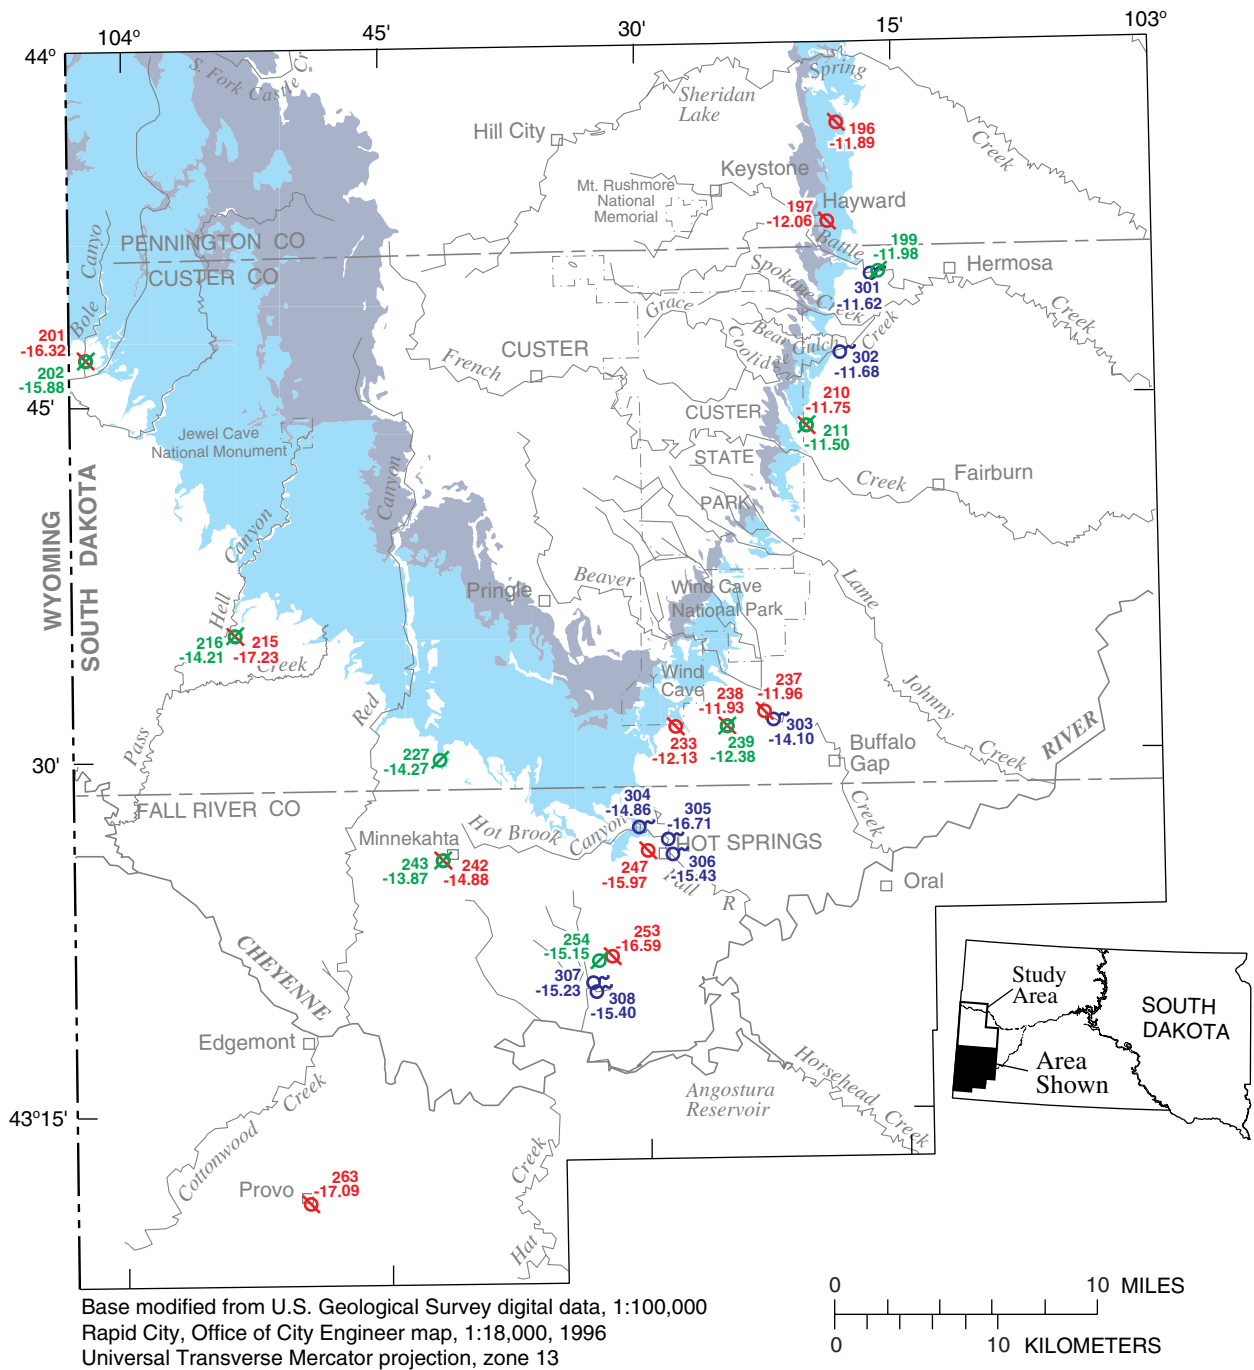 104°
45'
30'
15'
103°
44°
S. Fork Castle Cr
Spring
Sheridan
Lake
Hill City
196
-11.89
Creek
Keystone
Mt. Rushmore
National
Memorial
197
-12.06
Hayward
Bole
Canyo
PENNINGTON CO
CUSTER CO
Battle
199
-11.98
Hermosa
Spokane Creek
301
-11.62
Grace
Creek
Creek
Bear Gulch
Coolidge
302
-11.68
201
-16.32
202
-15.88
CUSTER
French
210
-11.75
211
-11.50
45'
Jewel Cave
National Monument
CUSTER
STATE
PARK
Canyon
Creek
Fairburn
WYOMING
SOUTH DAKOTA
Hell
Canyon
Pringle
Beaver
Wind Cave
National Park
Lame
Johnny
Creek
216
-14.21
215
-17.23
Creek
Wind
Cave
238
-11.93
237
-11.96
Red
Pass
233
-12.13
239
-12.38
303
-14.10
RIVER
Buffalo
Gap
227
-14.27
30'
FALL RIVER CO
304
-14.86
305
-16.71
Creek
Minnekahta
Hot Brook
Canyon
HOT SPRINGS
243
-13.87
242
-14.88
247
-15.97
306
-15.43
Fall
R
Oral
254
-15.15
253
-16.59
307
-15.23
308
-15.40
CHEYENNE
Study
Area
SOUTH
DAKOTA
Edgemont
Area
Shown
Creek
Angostura
Reservoir
Horsehead
Creek
43°15'
Cottonwood
Creek
Provo
263
-17.09
Hat
0
10 MILES
0
10 KILOMETERS
Base modified from U.S. Geological Survey digital data, 1:100,000
Rapid City, Office of City Engineer map, 1:18,000, 1996
Universal Transverse Mercator projection, zone 13